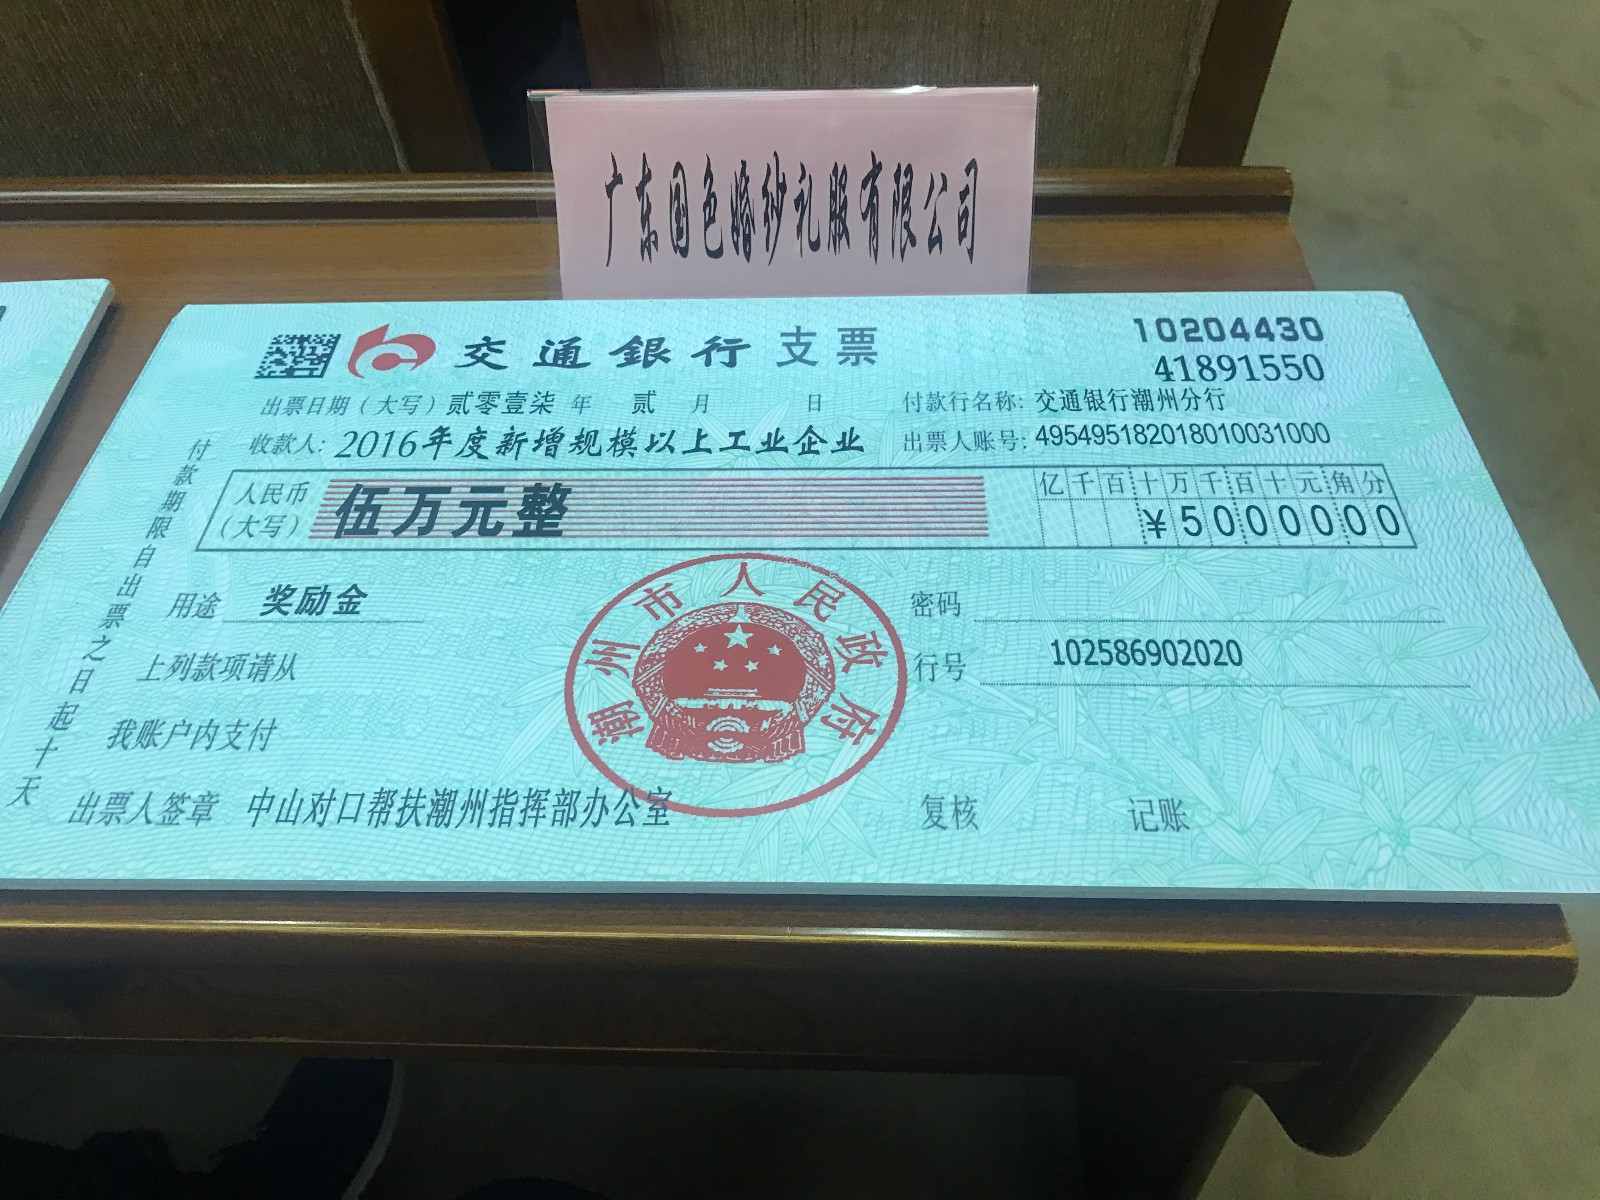 广东国色婚纱礼服有限公司
交通銀行 支票
10204430
41891550
出票日期（大写）贰零壹柒 年 贰 月 日
付款行名称: 交通银行潮州分行
收款人: 2016年度新增规模以上工业企业
出票人账号: 495495182018010031000
人民币
（大写）
伍万元整
亿千百十万千百十元角分
¥5000000
付款期限自出票之日起十天
用途 奖励金
密码
上列款项请从
行号 102586902020
我账户内支付
潮州市人民政府
出票人签章 中山对口帮扶潮州指挥部办公室
复核 记账